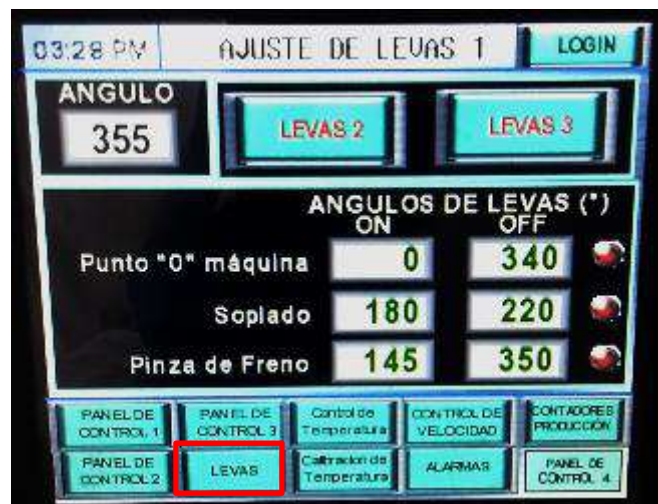 03:28 PM AJUSTE DE LEVAS 1 LOGIN
ANGULO
355
LEVAS 2 LEVAS 3
ANGULOS DE LEVAS (°)
ON OFF
Punto "0" máquina 0 340
Soplado 180 220
Pinza de Freno 145 350
PANEL DE CONTROL 1
PANEL DE CONTROL 3
Control de Temperatura
CONTROL DE VELOCIDAD
CONTADORES PRODUCCIÓN
PANEL DE CONTROL 2
LEVAS
Calibracion de Temperatura
ALARMAS
PANEL DE CONTROL 4